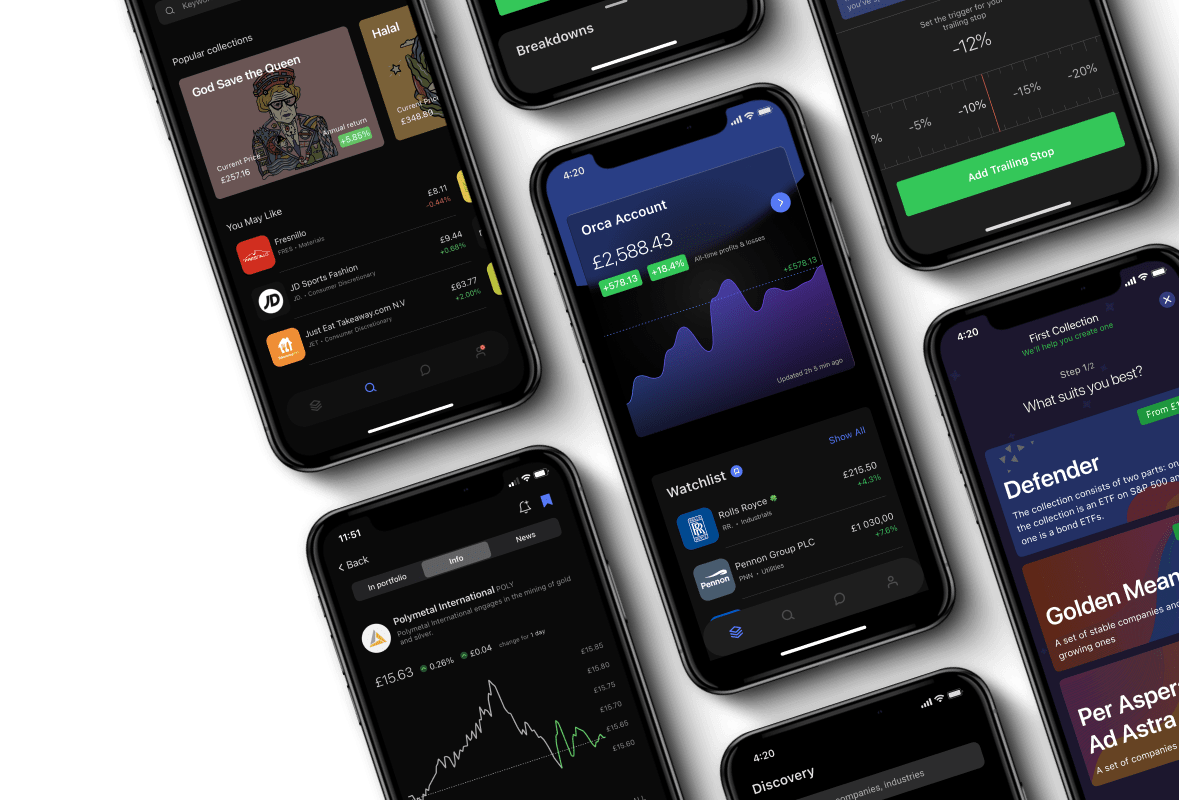 Popular collections
God Save the Queen
Current Price
£257.16
Annual return
+5.85%
Halal
Current Price
£348.80
You May Like
Fresnillo
FRES • Materials
£8.11
-0.44%
JD
JD Sports Fashion
JD. • Consumer Discretionary
£9.44
+0.68%
Just Eat Takeaway.com N.V
JET • Consumer Discretionary
£63.77
+2.00%
Breakdowns
Set the trigger for your
trailing stop
-12%
-5%
-10%
-15%
-20%
Add Trailing Stop
4:20
Orca Account
£2,588.43
+578.13
+18.4%
All-time profits & losses
+£578.13
Updated 2h 5 min ago
Watchlist
Show All
Rolls Royce
RR. • Industrials
£215.50
+4.3%
Pennon
Pennon Group PLC
PNN • Utilities
£1 030,00
+7.6%
11:51
Back
In portfolio
Info
News
Polymetal International POLY
Polymetal International engages in the mining of gold
and silver.
£15.63
0.26%
£0.04
change for 1 day
£15.85
£15.80
£15.75
£15.70
£15.65
£15.60
4:20
Discovery
companies, industries
4:20
First Collection
We'll help you create one
Step 1/2
What suits you best?
From
Defender
The collection consists of two parts:
the collection is an ETF on S&P 500
one is a bond ETFs.
Golden Mean
A set of stable companies
growing ones
Per
Ad Astra
A set of companies